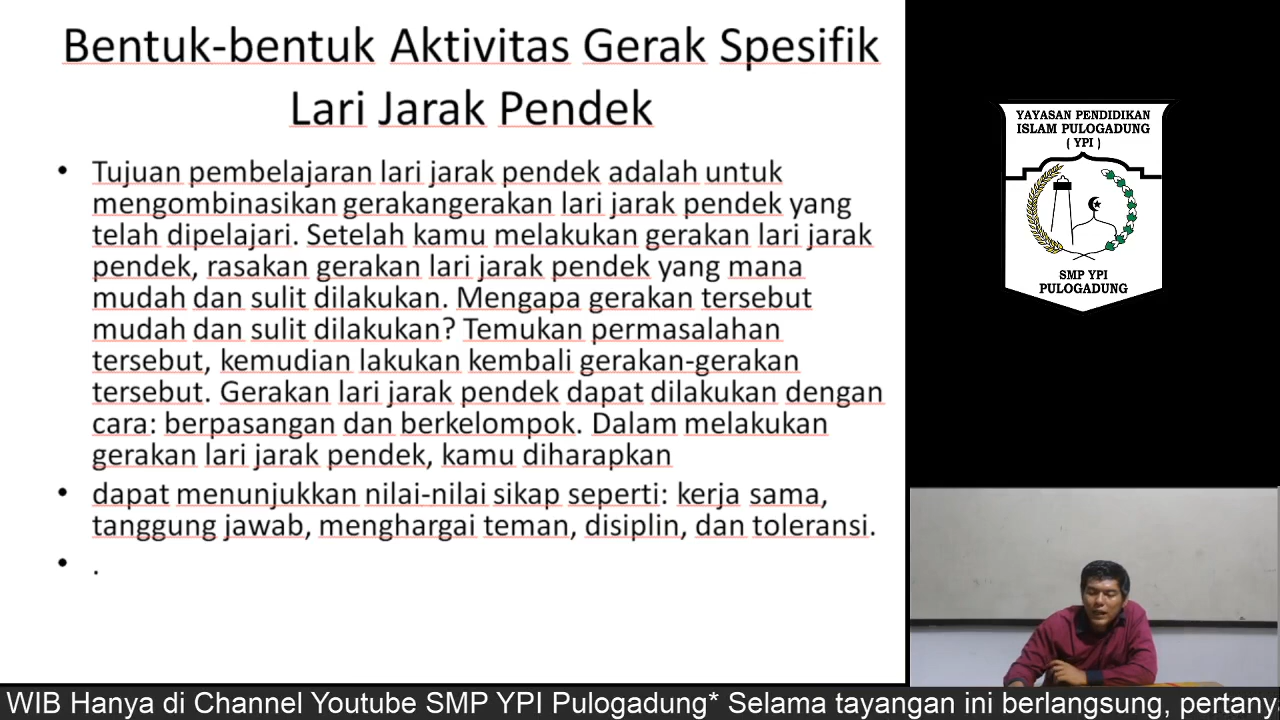 Bentuk-bentuk Aktivitas Gerak Spesifik
Lari Jarak Pendek
• Tujuan pembelajaran lari jarak pendek adalah untuk
mengombinasikan gerakangerakan lari jarak pendek yang
telah dipelajari. Setelah kamu melakukan gerakan lari jarak
pendek, rasakan gerakan lari jarak pendek yang mana
mudah dan sulit dilakukan. Mengapa gerakan tersebut
mudah dan sulit dilakukan? Temukan permasalahan
tersebut, kemudian lakukan kembali gerakan-gerakan
tersebut. Gerakan lari jarak pendek dapat dilakukan dengan
cara: berpasangan dan berkelompok. Dalam melakukan
gerakan lari jarak pendek, kamu diharapkan
• dapat menunjukkan nilai-nilai sikap seperti: kerja sama,
tanggung jawab, menghargai teman, disiplin, dan toleransi.
• .
YAYASAN PENDIDIKAN
ISLAM PULOGADUNG
( YPI )
SMP YPI
PULOGADUNG
WIB Hanya di Channel Youtube SMP YPI Pulogadung* Selama tayangan ini berlangsung, pertany